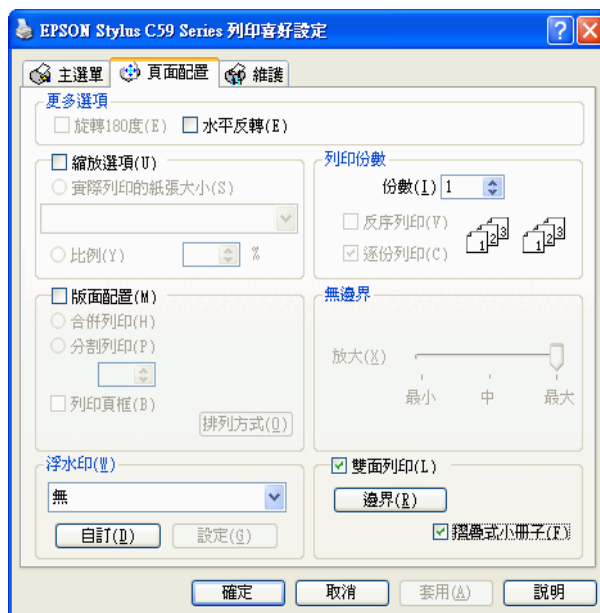 EPSON Stylus C59 Series 列印喜好設定
主選單
頁面配置
維護
更多選項
旋轉180度(E)
水平反轉(E)
縮放選項(U)
實際列印的紙張大小(S)
比例(Y)
%
列印份數
份數(I) 1
反序列印(V)
逐份列印(C)
1 2 3
1 2 3
版面配置(M)
合併列印(H)
分割列印(P)
列印頁框(B)
排列方式(O)
無邊界
放大(X)
最小 中 最大
浮水印(W)
無
自訂(D)
設定(G)
雙面列印(L)
邊界(R)
摺疊式小冊子(F)
確定
取消
套用(A)
說明